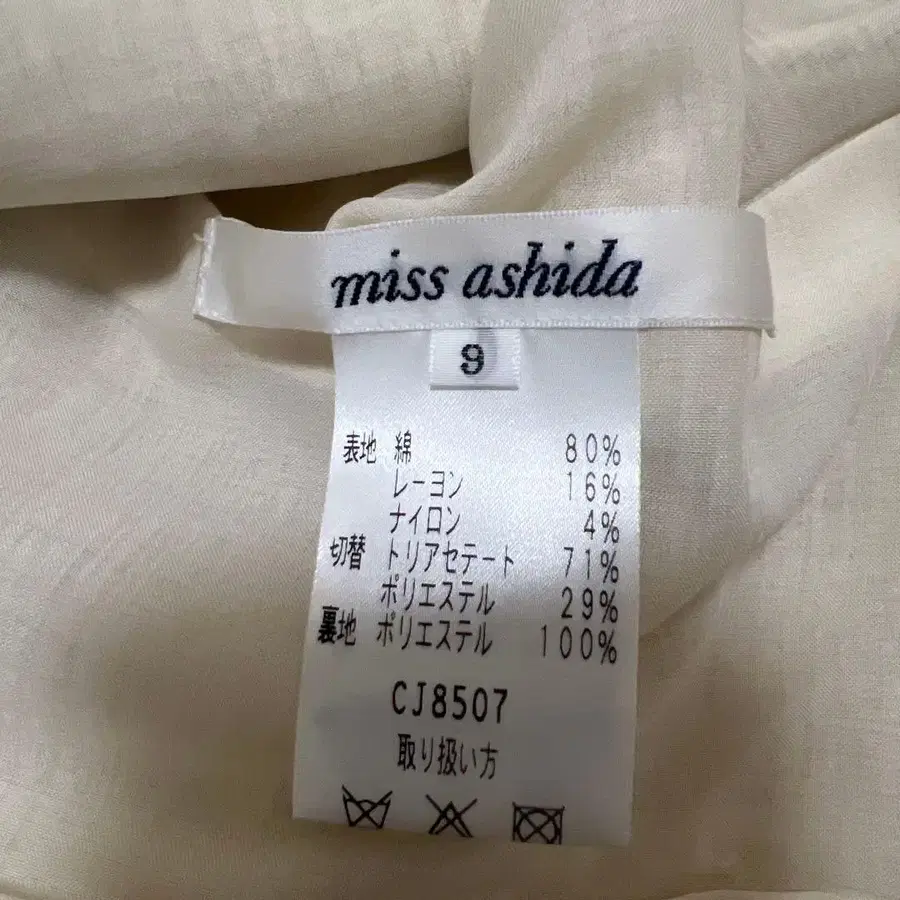 miss ashida
9
表地 綿 80%
レーヨン 16%
ナイロン 4%
切替 トリアセテート 71%
ポリエステル 29%
裏地 ポリエステル 100%
CJ8507
取り扱い方